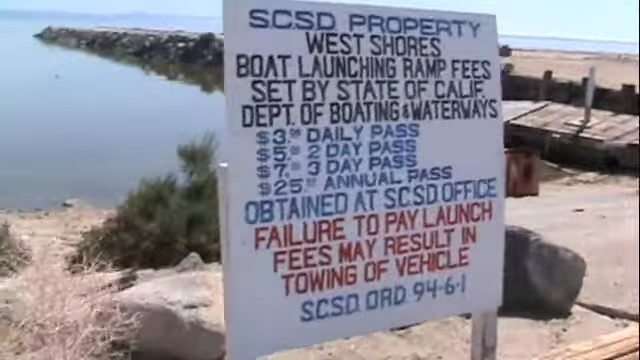 SCSD PROPERTY
WEST SHORES
BOAT LAUNCHING RAMP FEES
SET BY STATE OF CALIF.
DEPT. OF BOATING & WATERWAYS
$3.00 DAILY PASS
$5.00 2 DAY PASS
$7.00 3 DAY PASS
$25.00 ANNUAL PASS
OBTAINED AT SCSD OFFICE
FAILURE TO PAY LAUNCH
FEES MAY RESULT IN
TOWING OF VEHICLE
S.C.S.D. ORD. 94-6-1